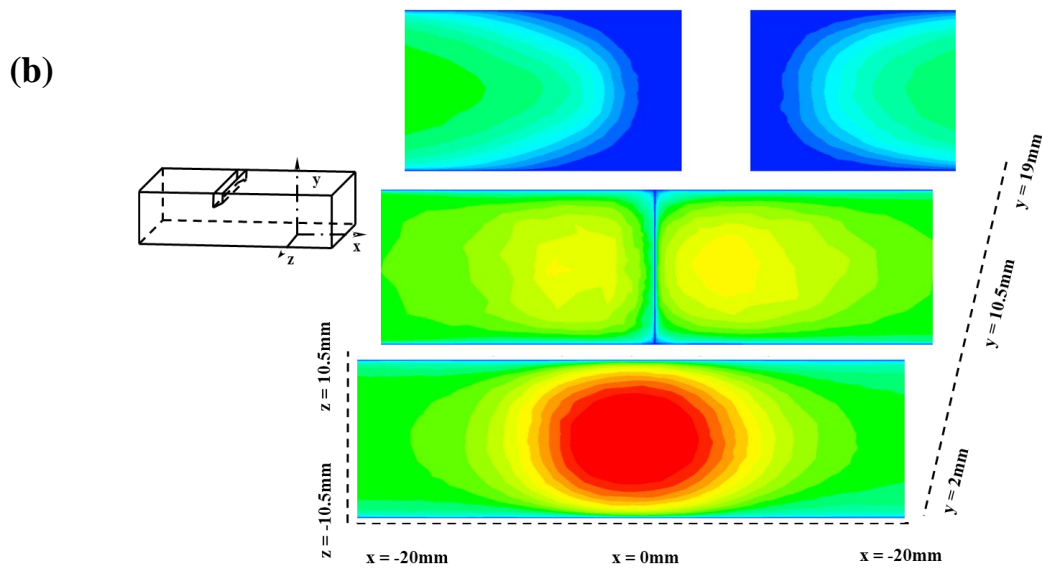 (b)
y
x
z
y = 19mm
y = 10.5mm
y = 2mm
z = 10.5mm
z = -10.5mm
x = -20mm
x = 0mm
x = -20mm